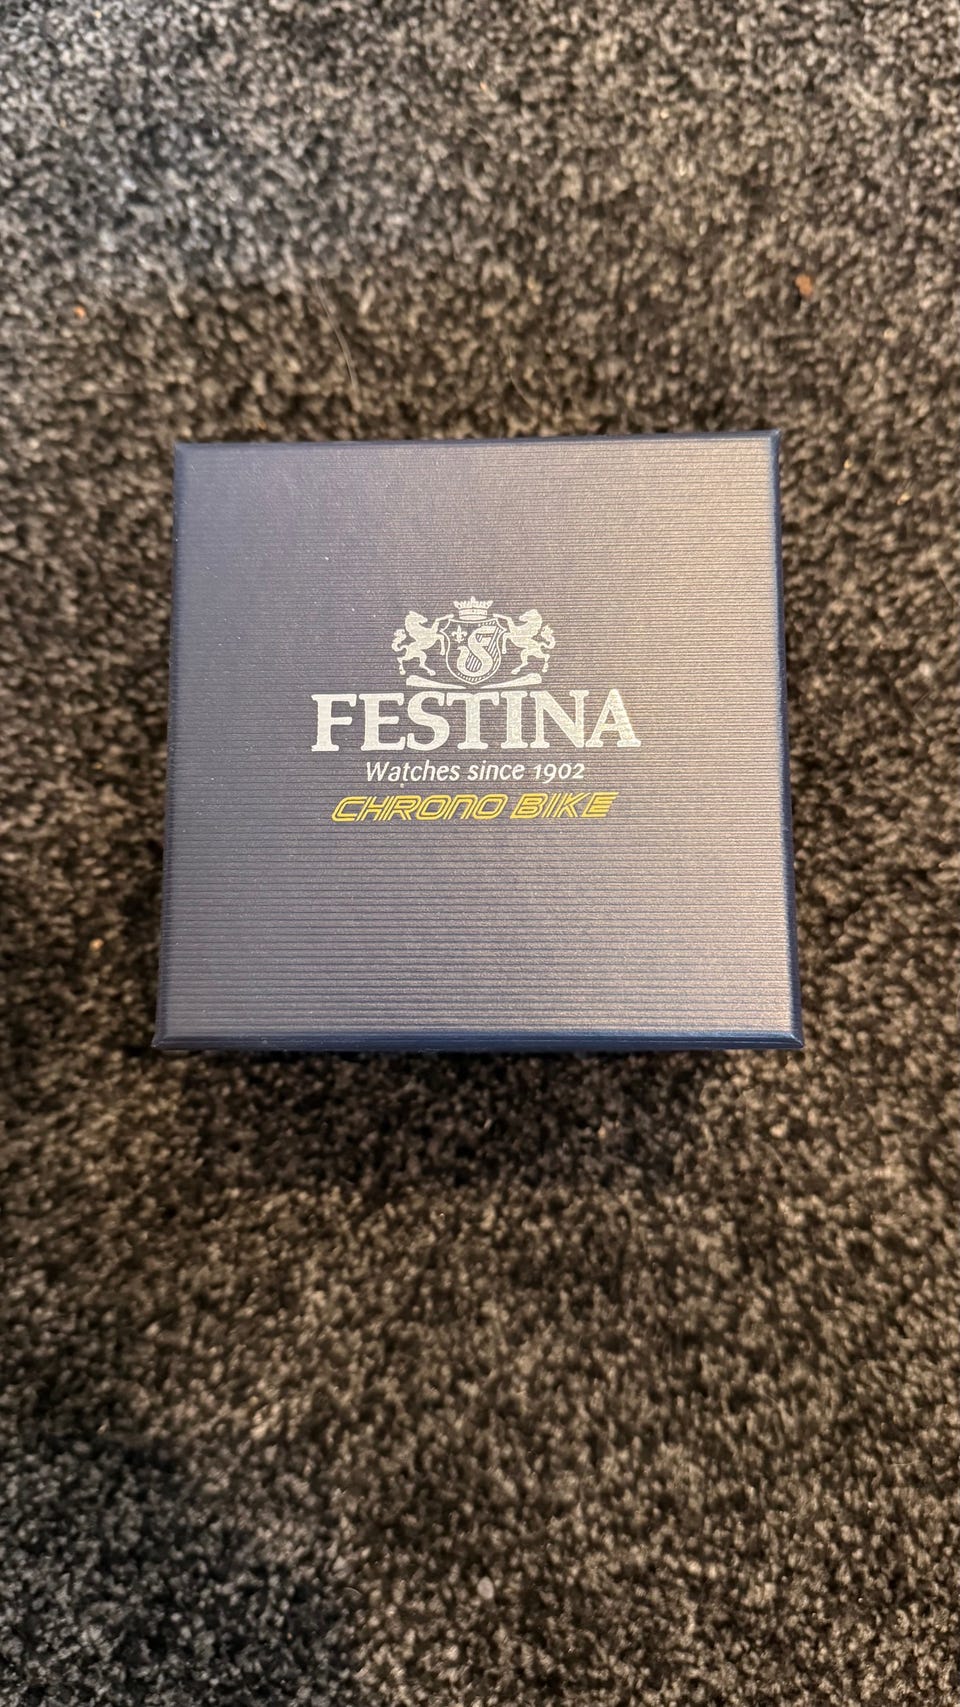 FESTINA
Watches since 1902
CHRONO BIKE